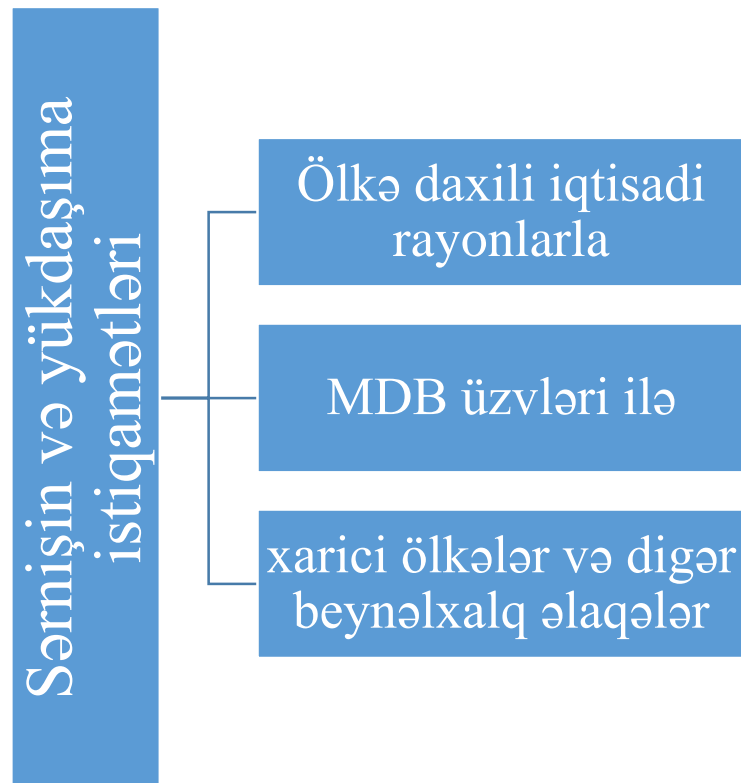 Sərnişin və yükdaşıma
istiqamətləri
Ölkə daxili iqtisadi
rayonlarla
MDB üzvləri ilə
xarici ölkələr və digər
beynəlxalq əlaqələr